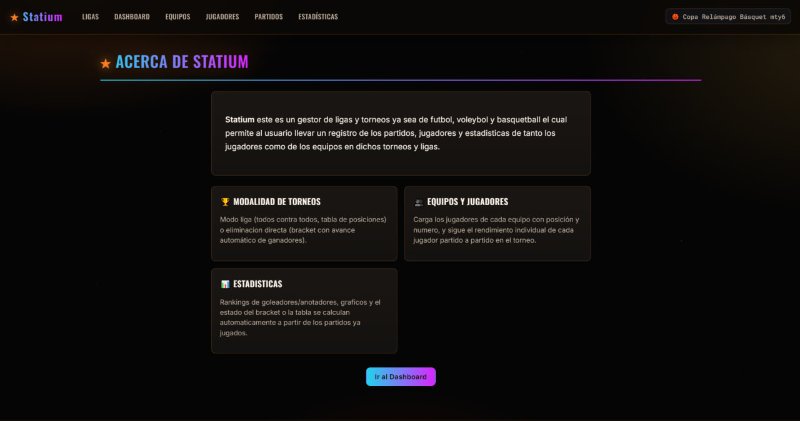 Statium
LIGAS DASHBOARD EQUIPOS JUGADORES PARTIDOS ESTADÍSTICAS
Copa Relámpago Básquet mty6
ACERCA DE STATIUM
Statium este es un gestor de ligas y torneos ya sea de futbol, voleybol y basquetball el cual
permite al usuario llevar un registro de los partidos, jugadores y estadisticas de tanto los
jugadores como de los equipos en dichos torneos y ligas.
MODALIDAD DE TORNEOS
Modo liga (todos contra todos, tabla de posiciones)
o eliminacion directa (bracket con avance
automático de ganadores).
EQUIPOS Y JUGADORES
Carga los jugadores de cada equipo con posición y
numero, y sigue el rendimiento individual de cada
jugador partido a partido en el torneo.
ESTADISTICAS
Rankings de goleadores/anotadores, graficos y el
estado del bracket o la tabla se calculan
automaticamente a partir de los partidos ya
jugados.
Ir al Dashboard